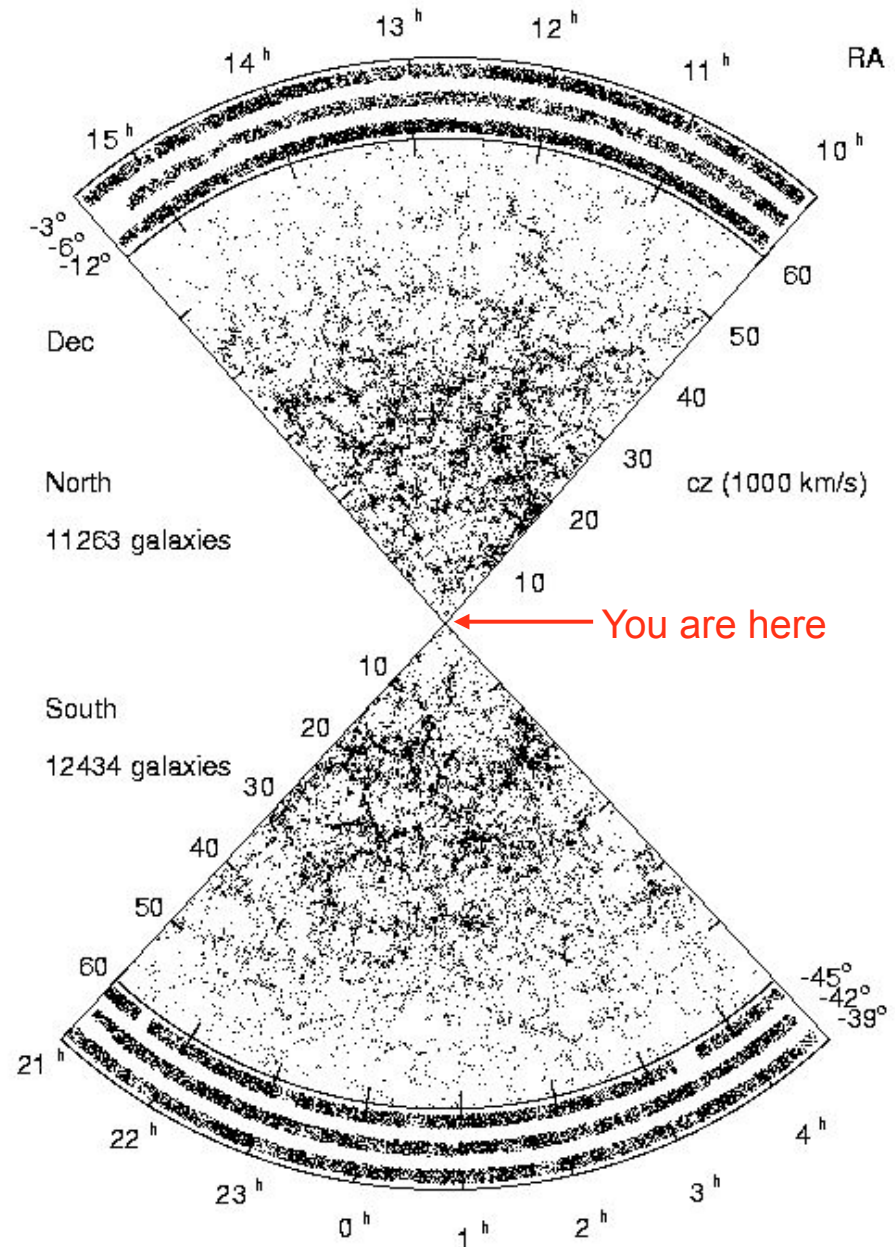 13 h
12 h
14 h
11 h
RA
15 h
10 h
-3°
-6°
-12°
60
Dec
50
40
North
30
cz (1000 km/s)
20
11263 galaxies
10
You are here
10
South
20
12434 galaxies
30
40
50
60
-45°
-42°
-39°
21 h
22 h
4 h
23 h
3 h
0 h
1 h
2 h